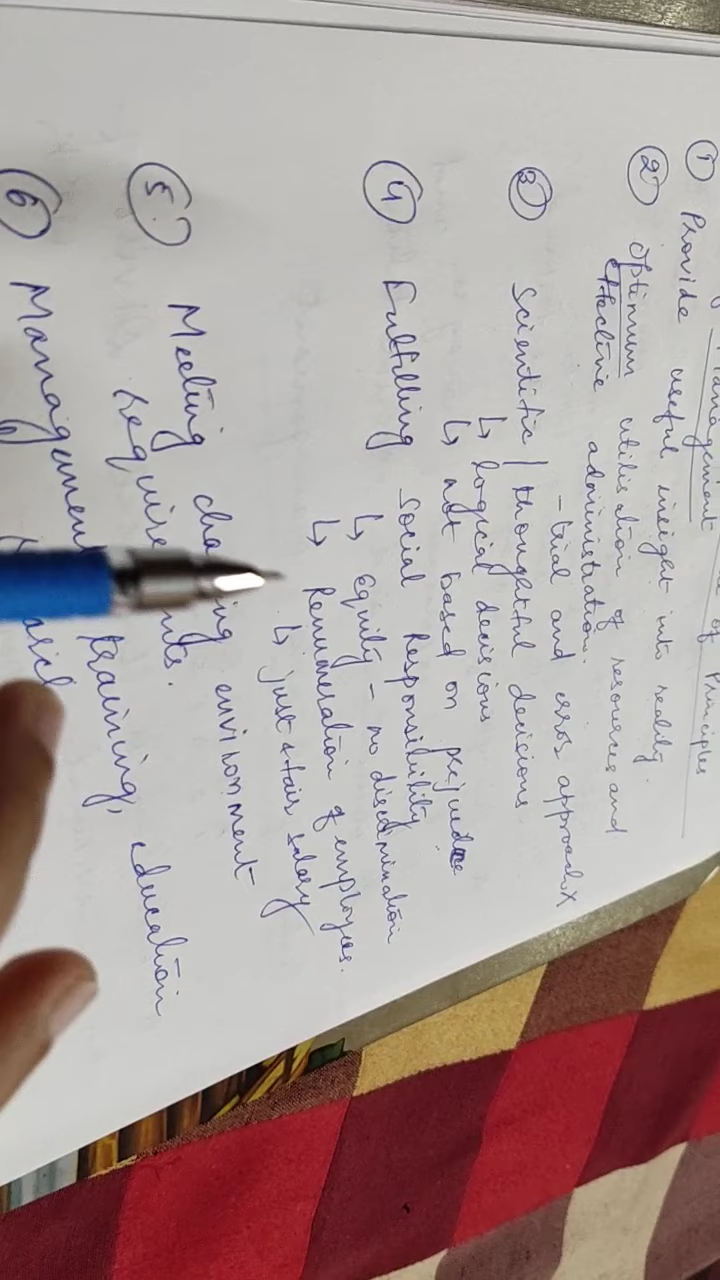 Management of Principles
① Provide useful insight into reality.
② Optimum utilisation of resources and
effective administration.
- trial and error approach x
③ Scientific / thoughtful decisions.
↳ logical decisions
↳ not based on prejudice
④ Fulfilling social responsibility
↳ Equity - no discrimination
↳ Remuneration of employees.
↳ just & fair salary
⑤ Meeting changing environment
requirements.
⑥ Management training, education